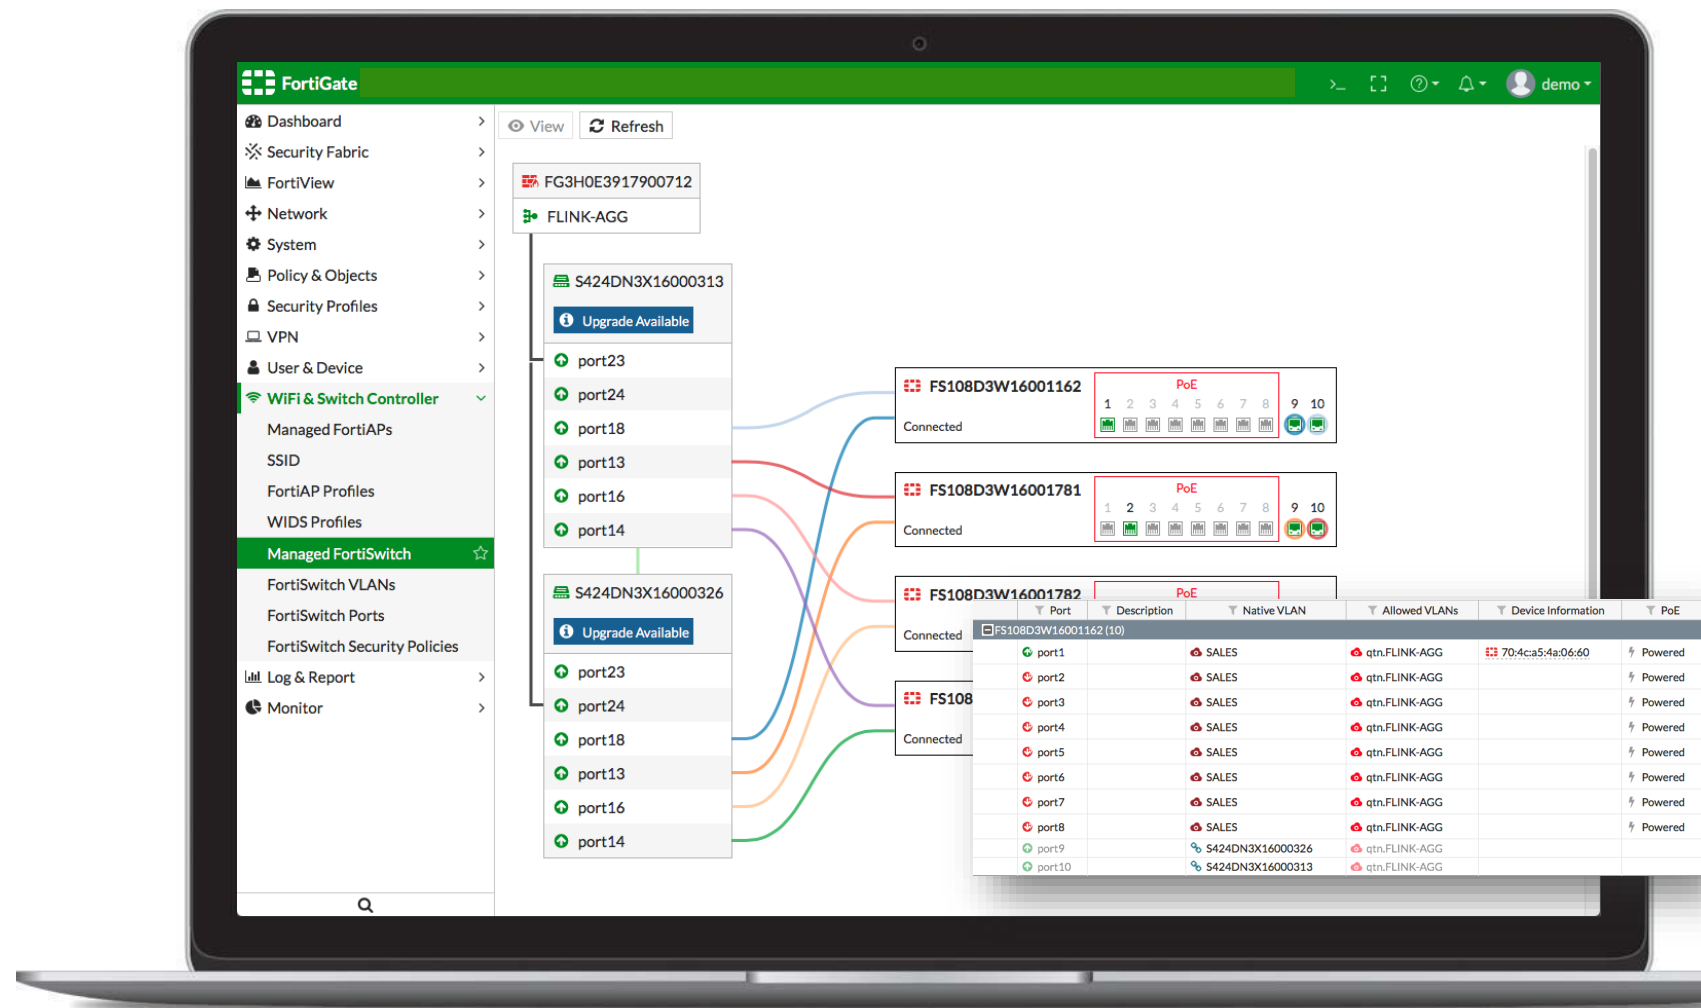 FortiGate
>_ demo
Dashboard
Security Fabric
FortiView
Network
System
Policy & Objects
Security Profiles
VPN
User & Device
WiFi & Switch Controller
Managed FortiAPs
SSID
FortiAP Profiles
WIDS Profiles
Managed FortiSwitch
FortiSwitch VLANs
FortiSwitch Ports
FortiSwitch Security Policies
Log & Report
Monitor
View Refresh
FG3H0E3917900712
FLINK-AGG
S424DN3X16000313
Upgrade Available
port23
port24
port18
port13
port16
port14
S424DN3X16000326
Upgrade Available
port23
port24
port18
port13
port16
port14
FS108D3W16001162
Connected
PoE
1 2 3 4 5 6 7 8 9 10
FS108D3W16001781
Connected
PoE
1 2 3 4 5 6 7 8 9 10
FS108D3W16001782
Connected
PoE
FS108
Connected
Port Description Native VLAN Allowed VLANs Device Information PoE
FS108D3W16001162 (10)
port1 SALES qtn.FLINK-AGG 70:4c:a5:4a:06:60 Powered
port2 SALES qtn.FLINK-AGG Powered
port3 SALES qtn.FLINK-AGG Powered
port4 SALES qtn.FLINK-AGG Powered
port5 SALES qtn.FLINK-AGG Powered
port6 SALES qtn.FLINK-AGG Powered
port7 SALES qtn.FLINK-AGG Powered
port8 SALES qtn.FLINK-AGG Powered
port9 S424DN3X16000326 qtn.FLINK-AGG
port10 S424DN3X16000313 qtn.FLINK-AGG